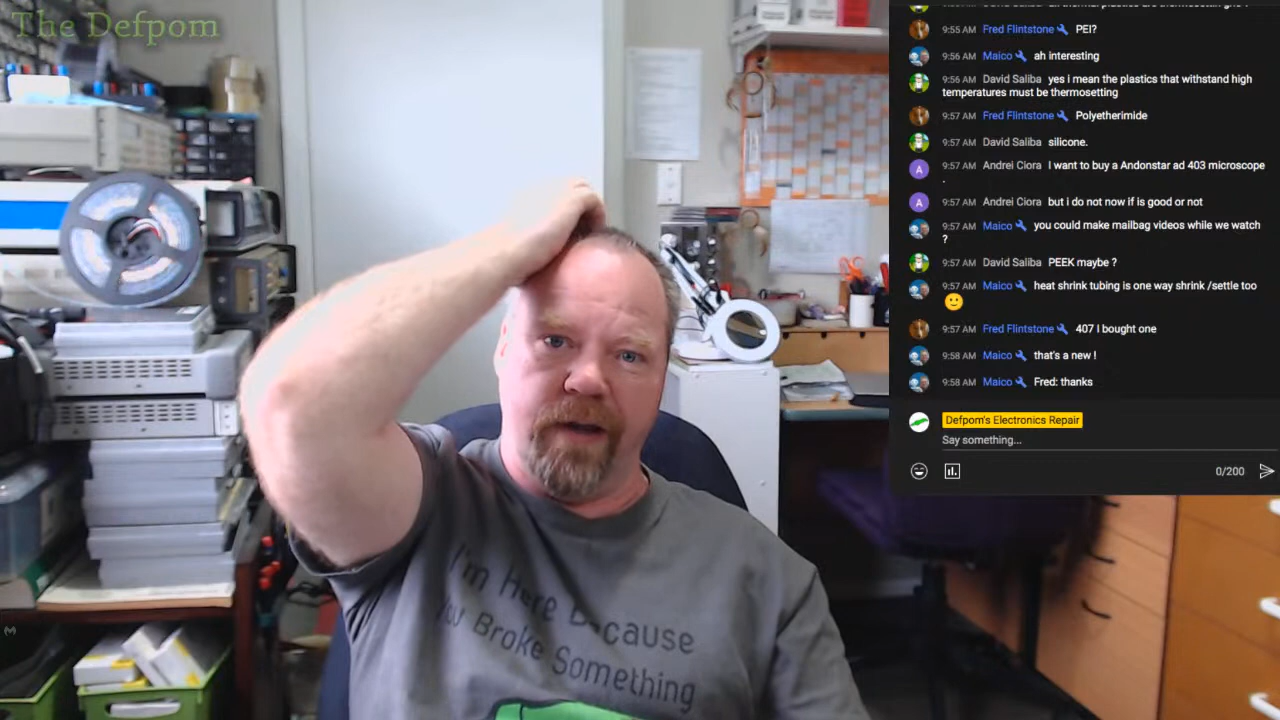 The Defpom
9:55 AM Fred Flintstone PEI?
9:56 AM Maico ah interesting
9:56 AM David Saliba yes i mean the plastics that withstand high
temperatures must be thermosetting
9:57 AM Fred Flintstone Polyetherimide
9:57 AM David Saliba silicone.
A 9:57 AM Andrei Ciora I want to buy a Andonstar ad 403 microscope
.
A 9:57 AM Andrei Ciora but i do not now if is good or not
9:57 AM Maico you could make mailbag videos while we watch
?
9:57 AM David Saliba PEEK maybe ?
9:57 AM Maico heat shrink tubing is one way shrink /settle too
🙂
9:57 AM Fred Flintstone 407 I bought one
9:58 AM Maico that's a new !
9:58 AM Maico Fred: thanks
Defpom's Electronics Repair
Say something...
0/200
I'm Here Because
You Broke Something